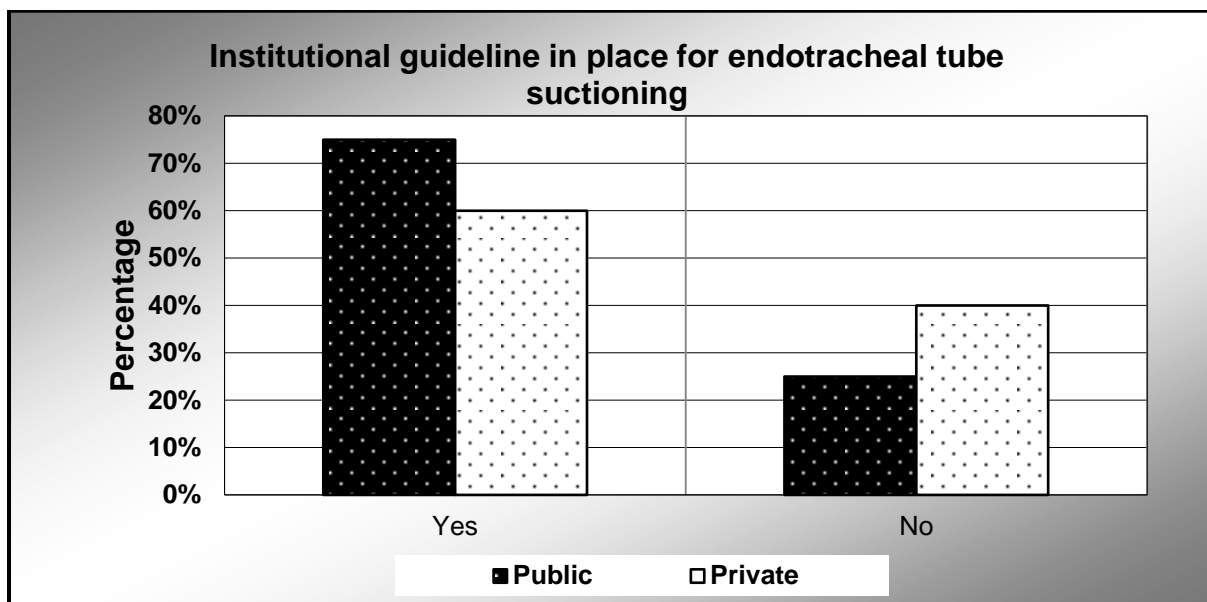 Institutional guideline in place for endotracheal tube
suctioning
80%
70%
60%
50%
40%
30%
20%
10%
0%
Percentage
Yes No
Public Private